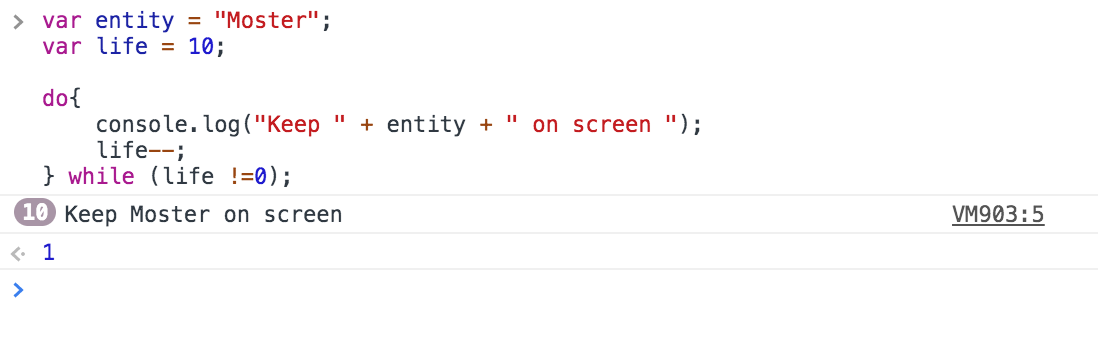 > var entity = "Moster";
var life = 10;
do{
    console.log("Keep " + entity + " on screen ");
    life--;
} while (life !=0);
10 Keep Moster on screen VM903:5
<· 1
>